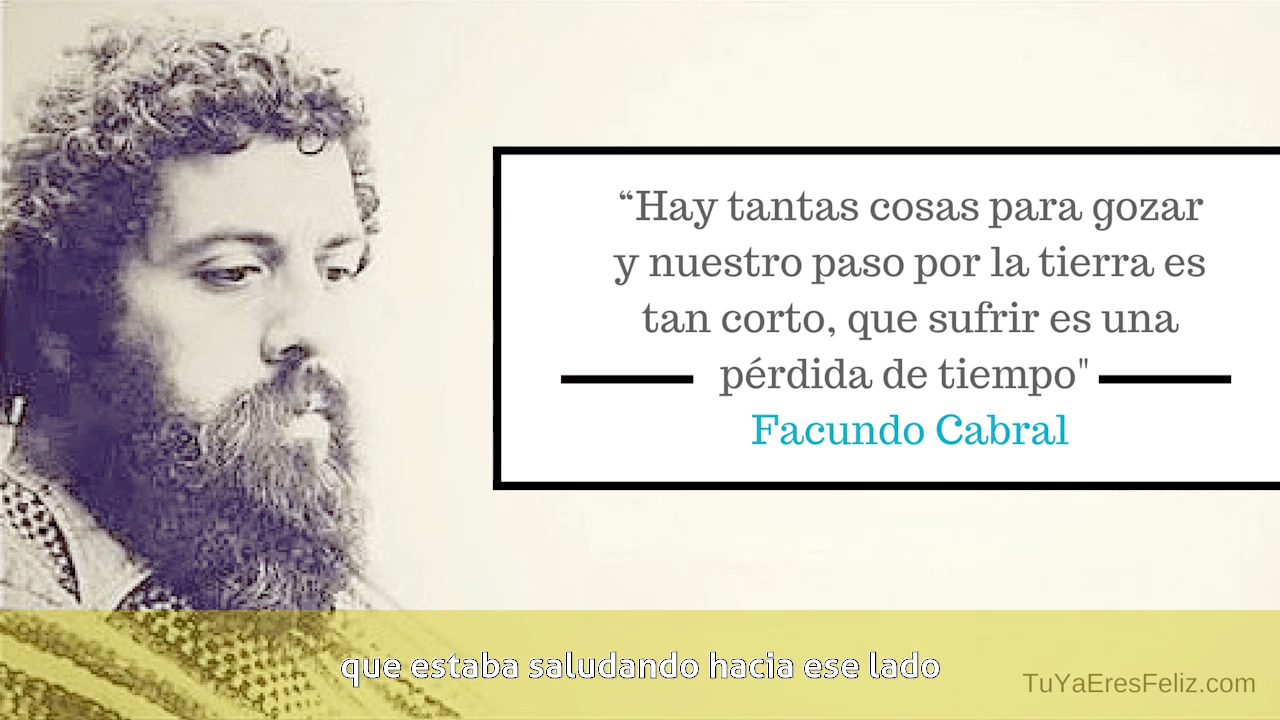 “Hay tantas cosas para gozar
y nuestro paso por la tierra es
tan corto, que sufrir es una
pérdida de tiempo"
Facundo Cabral
que estaba saludando hacia ese lado
TuYaEresFeliz.com